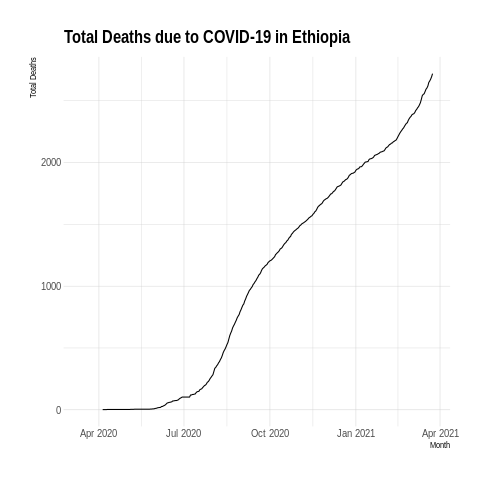 Total Deaths due to COVID-19 in Ethiopia
Total Deaths
2000
1000
0
Apr 2020 Jul 2020 Oct 2020 Jan 2021 Apr 2021
Month